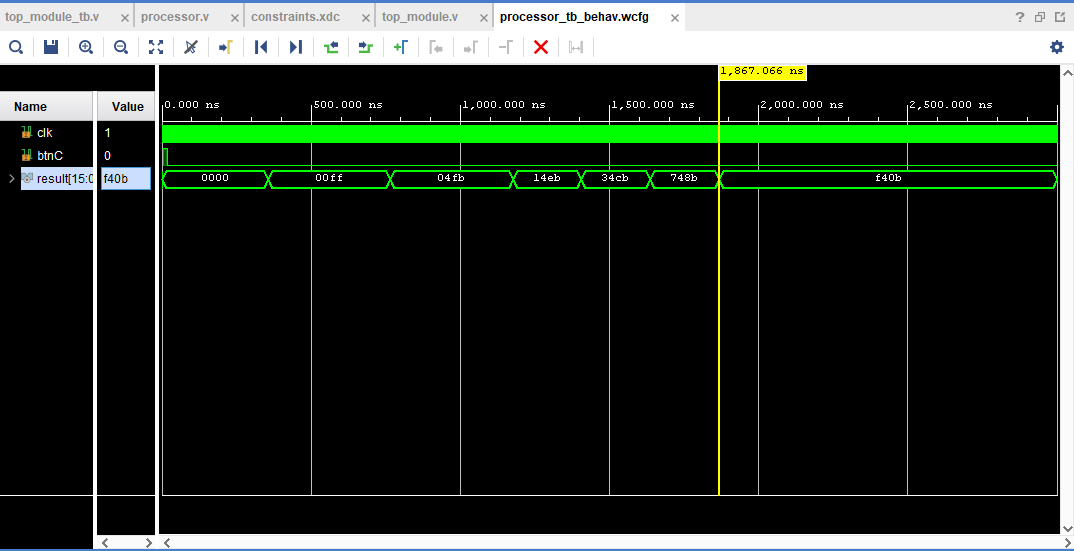 top_module_tb.v processor.v constraints.xdc top_module.v processor_tb_behav.wcfg ?
1,867.066 ns
Name Value 0.000 ns 500.000 ns 1,000.000 ns 1,500.000 ns 2,000.000 ns 2,500.000 ns
clk 1
btnC 0
result[15:0 f40b 0000 00ff 04fb 14eb 34cb 748b f40b